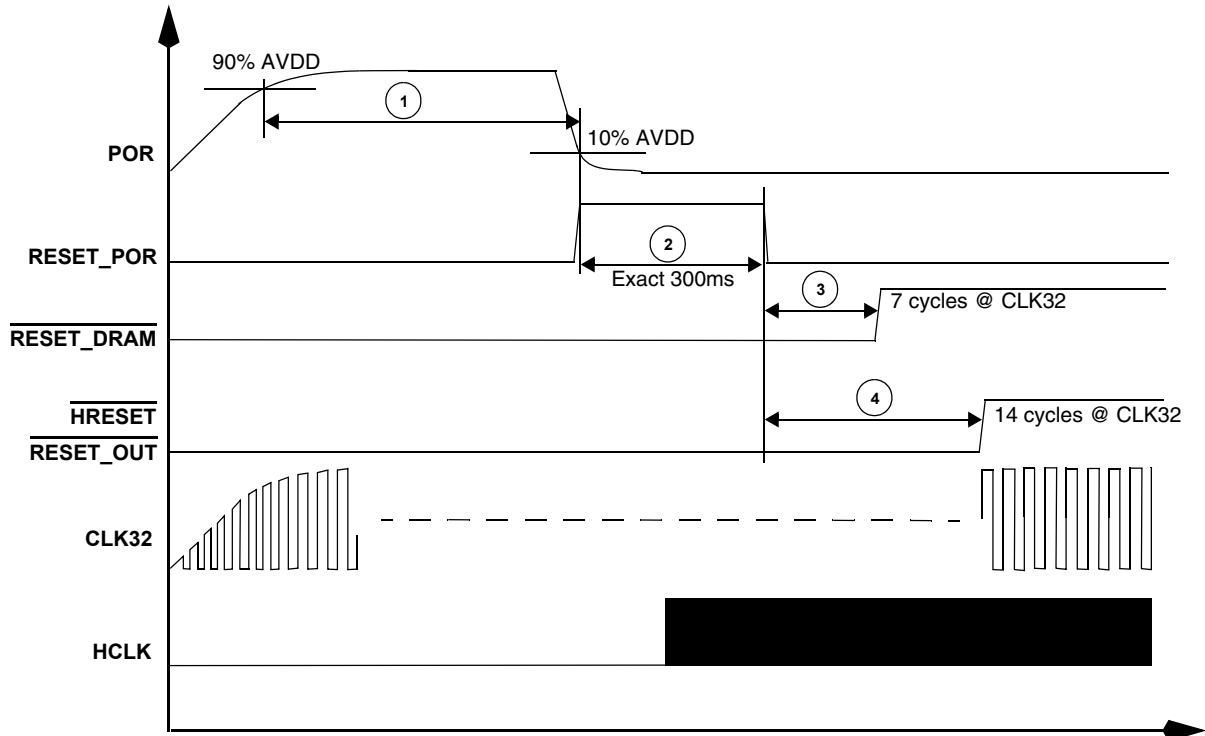 90% AVDD
1
10% AVDD
POR
2
RESET_POR
Exact 300ms
3
7 cycles @ CLK32
RESET_DRAM
4
HRESET
14 cycles @ CLK32
RESET_OUT
CLK32
HCLK